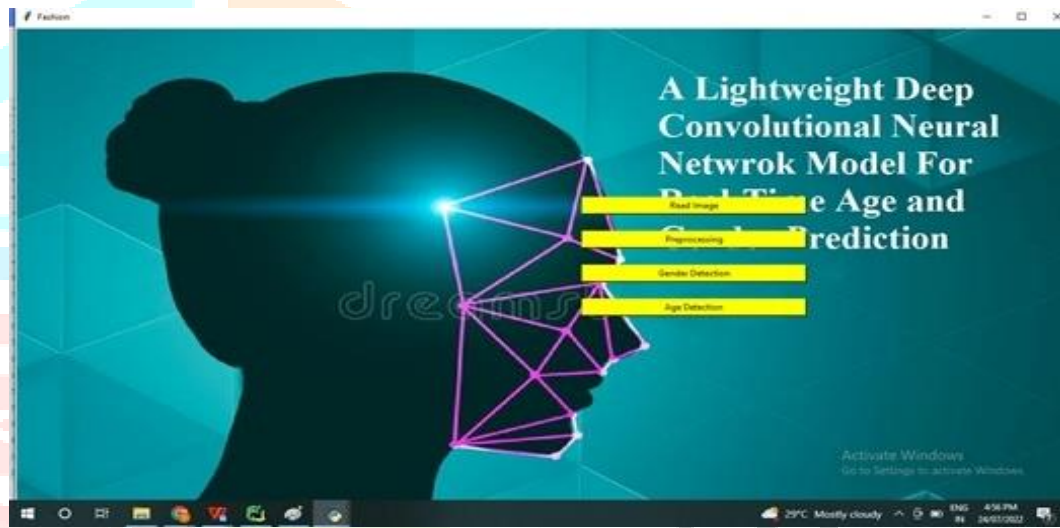 Fashion
A Lightweight Deep
Convolutional Neural
Netwrok Model For
e Age and
rediction
Read Image
Preprocessing
Gender Detection
Age Detection
dreams
Activate Windows
Go to Settings to activate Windows.
29°C Mostly cloudy
ENG
IN
4:56 PM
24/07/2022